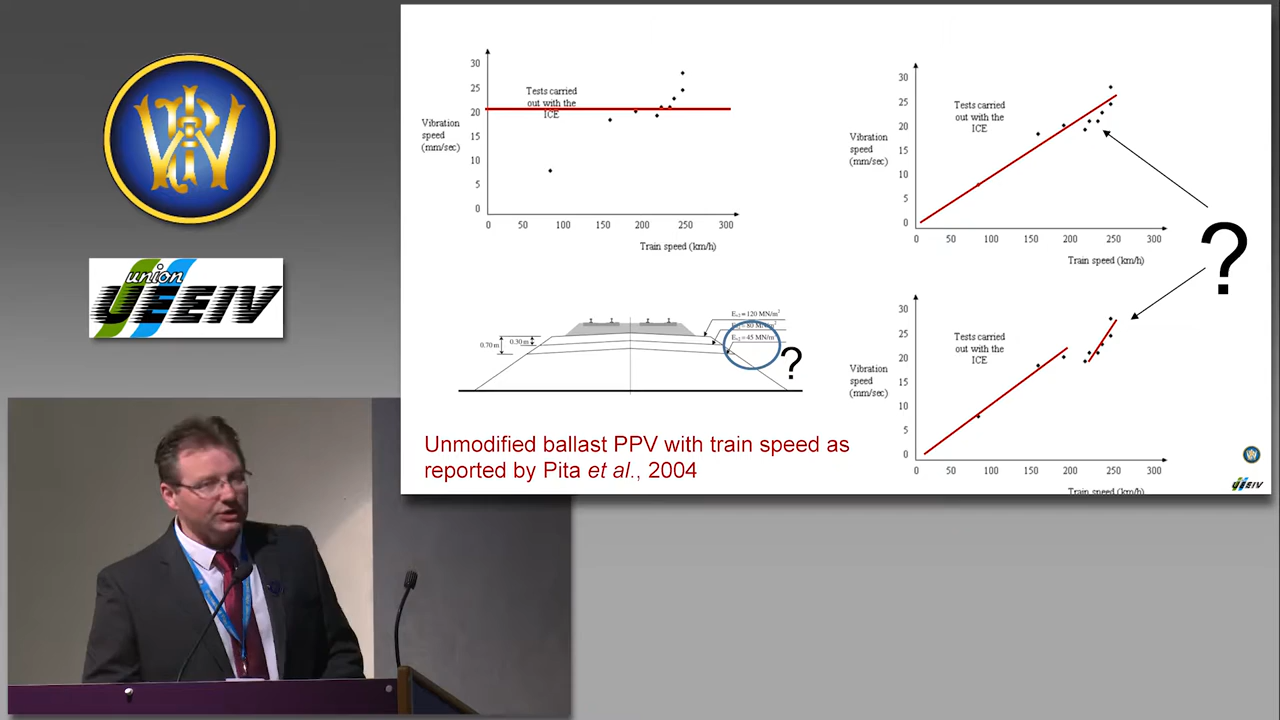 PWI
union
UEEIV
30
25
20
15
10
5
0
Vibration
speed
(mm/sec)
Tests carried
out with the
ICE
0 50 100 150 200 250 300
Train speed (km/h)
0.70 m
0.30 m
Ev2 = 120 MN/m2
= 80 MN/m2
Ev2 = 45 MN/m
?
Unmodified ballast PPV with train speed as
reported by Pita et al., 2004
30
25
20
15
10
5
0
Vibration
speed
(mm/sec)
Tests carried
out with the
ICE
0 50 100 150 200 250 300
Train speed (km/h)
?
30
25
20
15
10
5
0
Vibration
speed
(mm/sec)
Tests carried
out with the
ICE
0 50 100 150 200 250 300
Train speed (km/h)
UEEIV